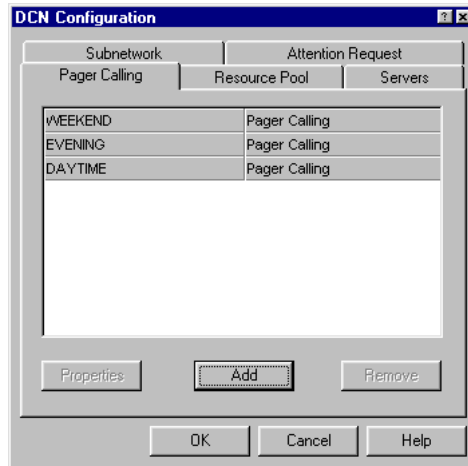 DCN Configuration
Subnetwork Attention Request
Pager Calling Resource Pool Servers
WEEKEND Pager Calling
EVENING Pager Calling
DAYTIME Pager Calling
Properties Add Remove
OK Cancel Help